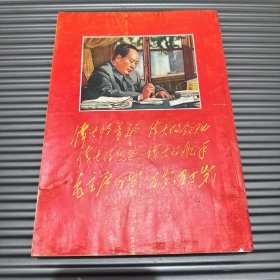 伟大的导师 伟大的领袖
伟大的统帅 伟大的舵手
毛主席万岁 万岁 万万岁